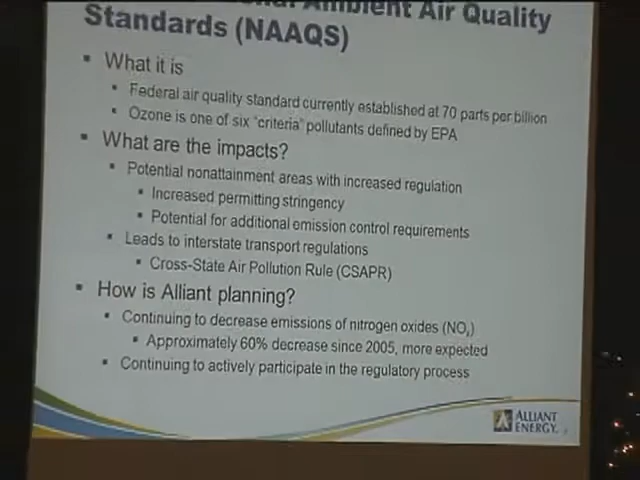 Ambient Air Quality
Standards (NAAQS)
▪ What it is
▪ Federal air quality standard currently established at 70 parts per billion
▪ Ozone is one of six "criteria" pollutants defined by EPA
▪ What are the impacts?
▪ Potential nonattainment areas with increased regulation
▪ Increased permitting stringency
▪ Potential for additional emission control requirements
▪ Leads to interstate transport regulations
▪ Cross-State Air Pollution Rule (CSAPR)
▪ How is Alliant planning?
▪ Continuing to decrease emissions of nitrogen oxides (NOx)
▪ Approximately 60% decrease since 2005, more expected
▪ Continuing to actively participate in the regulatory process
ALLIANT
ENERGY.